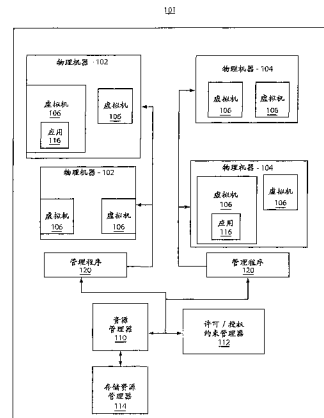 101
物理机器-102
虚拟机
106
应用
116
虚拟机
106
物理机器-104
虚拟机
106
虚拟机
106
物理机器-102
虚拟机
106
虚拟机
106
物理机器-104
虚拟机
106
应用
116
虚拟机
106
管理程序
120
管理程序
120
资源
管理器
110
许可/授权
约束管理器
112
存储资源
管理器
114